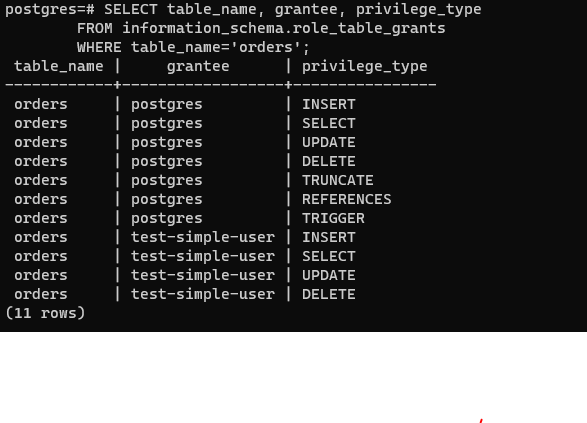 postgres=# SELECT table_name, grantee, privilege_type
        FROM information_schema.role_table_grants
        WHERE table_name='orders';
 table_name |     grantee      | privilege_type
------------+------------------+----------------
 orders     | postgres         | INSERT
 orders     | postgres         | SELECT
 orders     | postgres         | UPDATE
 orders     | postgres         | DELETE
 orders     | postgres         | TRUNCATE
 orders     | postgres         | REFERENCES
 orders     | postgres         | TRIGGER
 orders     | test-simple-user | INSERT
 orders     | test-simple-user | SELECT
 orders     | test-simple-user | UPDATE
 orders     | test-simple-user | DELETE
(11 rows)